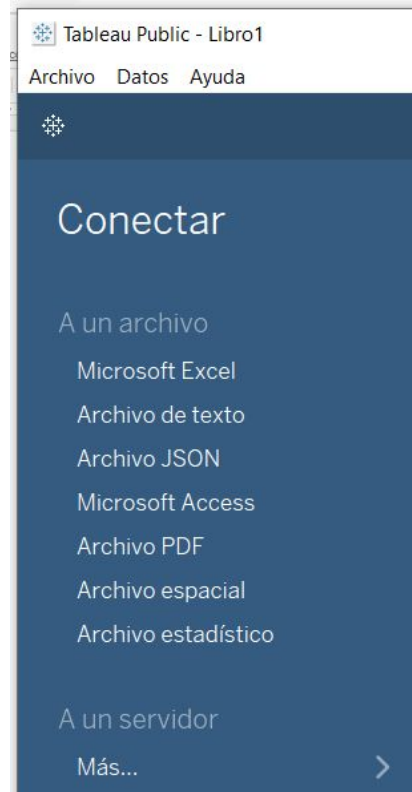 Tableau Public - Libro1
Archivo Datos Ayuda
Conectar
A un archivo
Microsoft Excel
Archivo de texto
Archivo JSON
Microsoft Access
Archivo PDF
Archivo espacial
Archivo estadístico
A un servidor
Más...